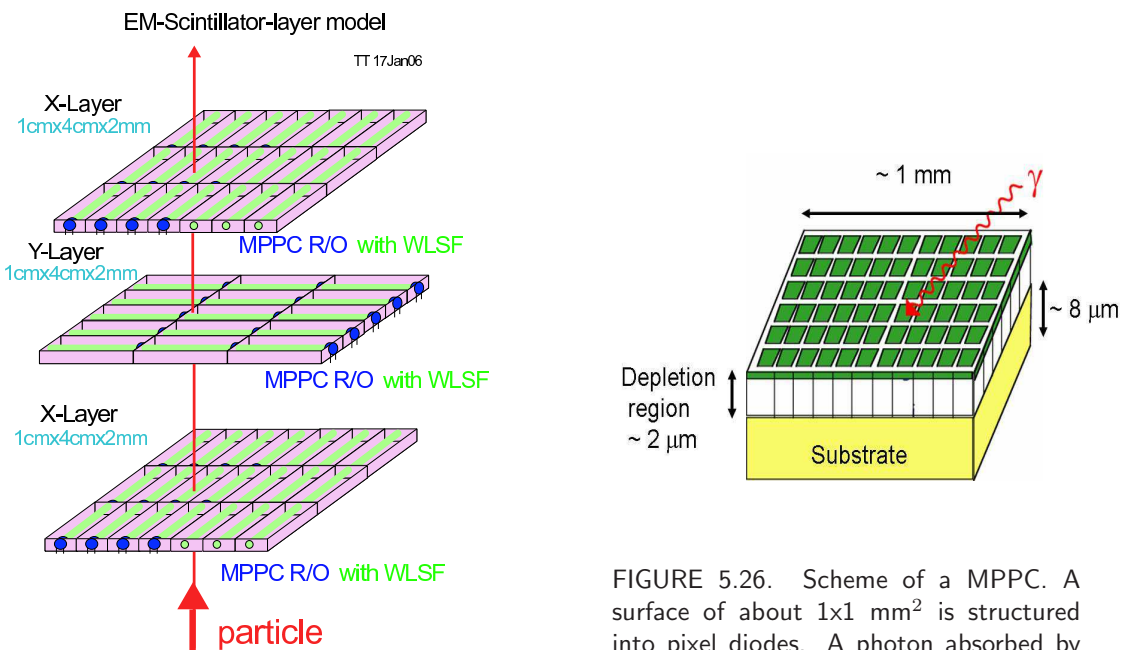 EM-Scintillator-layer model
TT 17Jan06
X-Layer
1cmx4cmx2mm
MPPC R/O with WLSF
Y-Layer
1cmx4cmx2mm
MPPC R/O with WLSF
X-Layer
1cmx4cmx2mm
MPPC R/O with WLSF
particle
~ 1 mm
γ
~ 8 μm
Depletion
region
~ 2 μm
Substrate
FIGURE 5.26. Scheme of a MPPC. A
surface of about 1x1 mm² is structured
into pixel diodes. A photon absorbed by